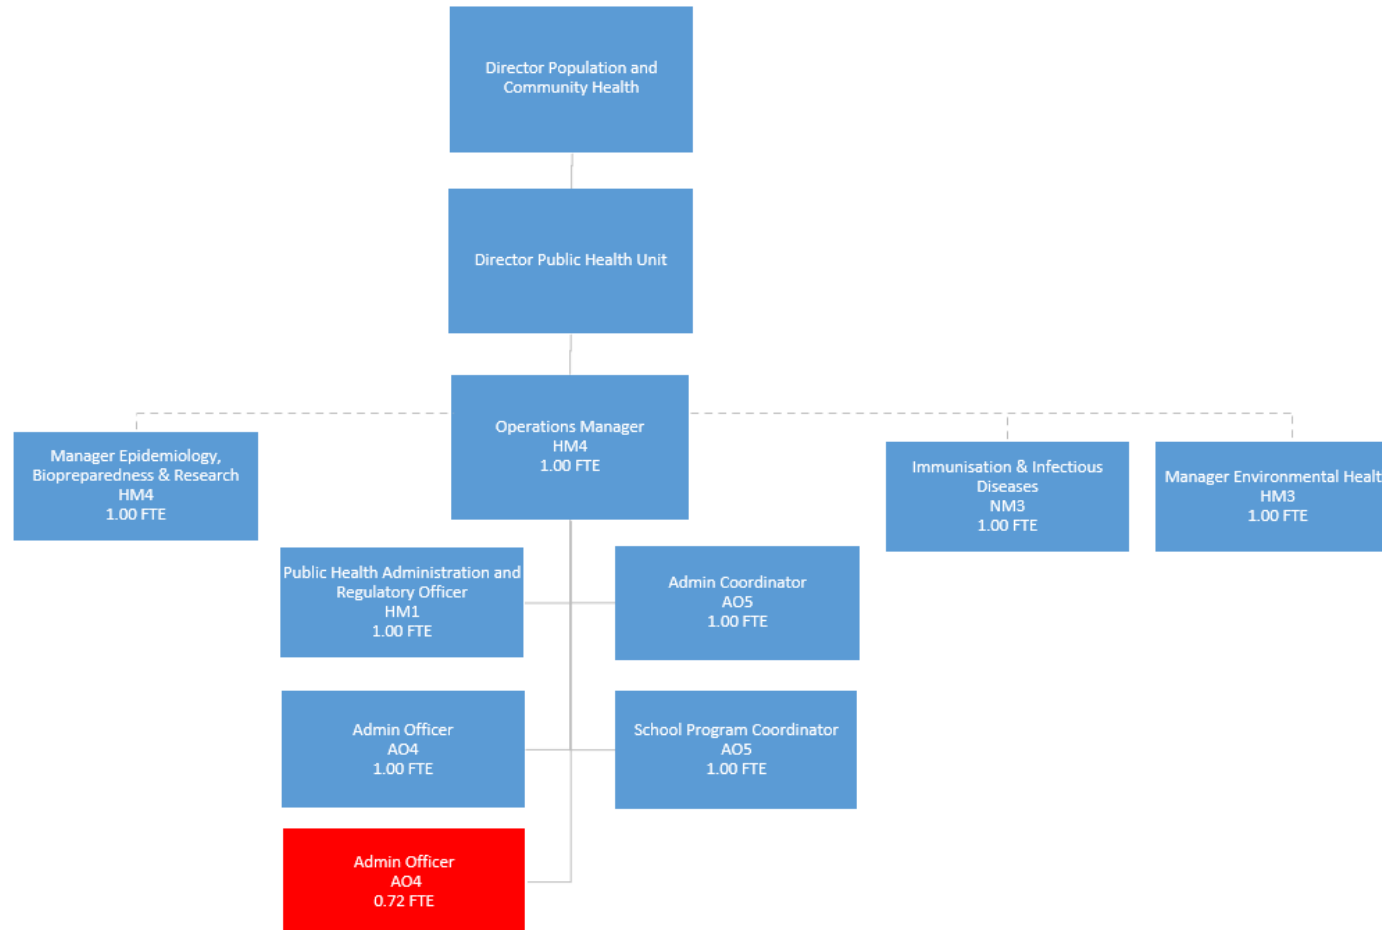 Director Population and
Community Health
Director Public Health Unit
Operations Manager
HM4
1.00 FTE
Manager Epidemiology,
Biopreparedness & Research
HM4
1.00 FTE
Immunisation & Infectious
Diseases
NM3
1.00 FTE
Manager Environmental Healt
HM3
1.00 FTE
Public Health Administration and
Regulatory Officer
HM1
1.00 FTE
Admin Coordinator
AO5
1.00 FTE
Admin Officer
AO4
1.00 FTE
School Program Coordinator
AO5
1.00 FTE
Admin Officer
AO4
0.72 FTE